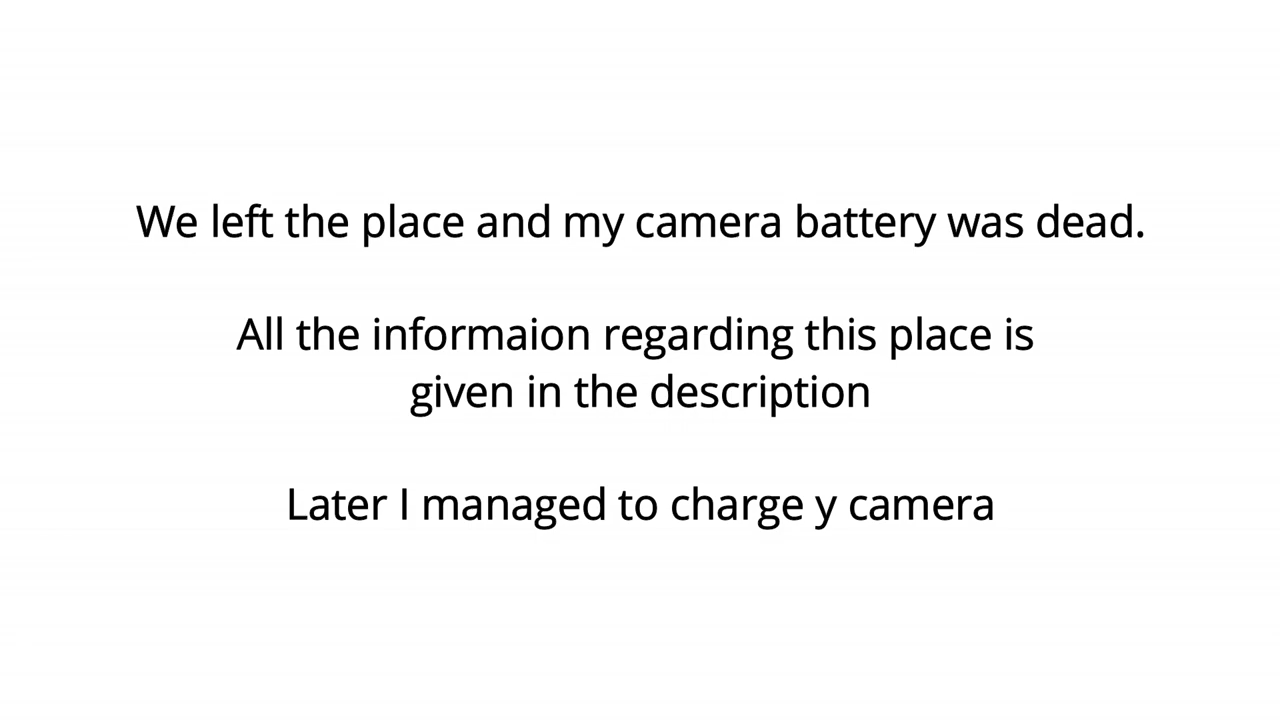 We left the place and my camera battery was dead.
All the informaion regarding this place is
given in the description
Later I managed to charge y camera